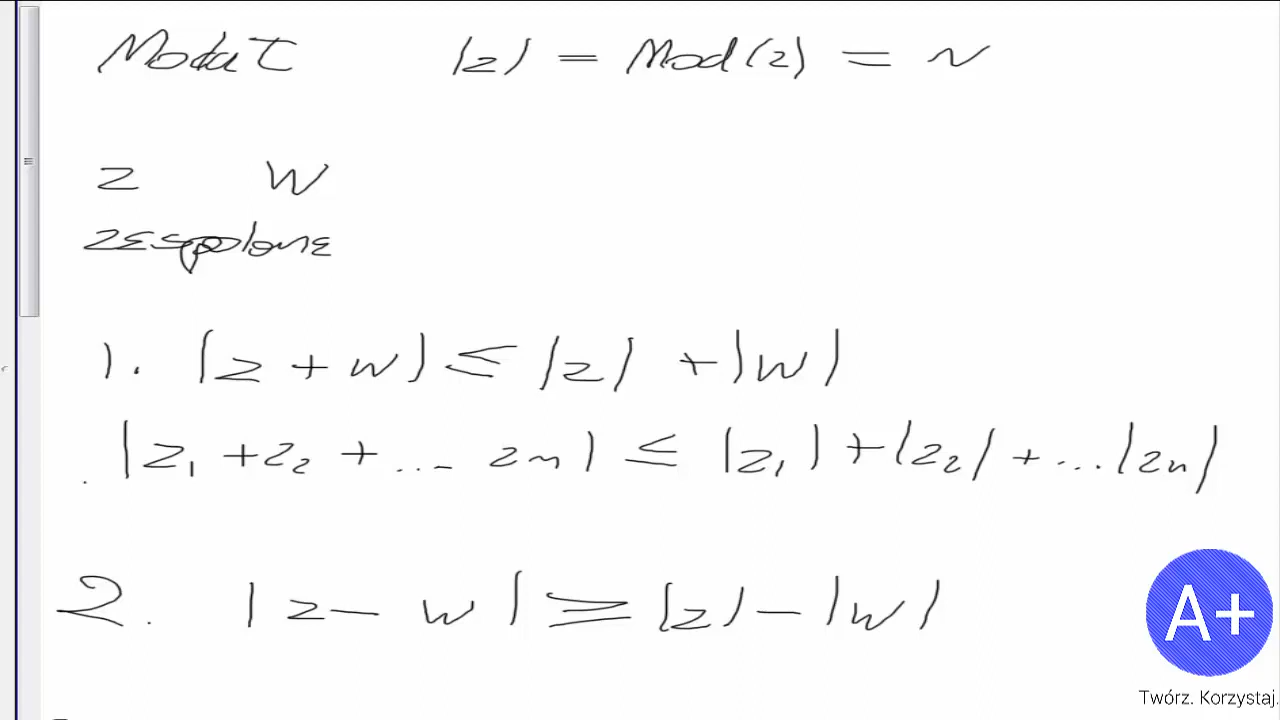 Moduł |z| = Mod(z) = r
z w
zespolone
1. |z + w| ≤ |z| + |w|
|z₁ + z₂ + ... zn| ≤ |z₁| + |z₂| + ... |zn|
2. |z - w| ≥ |z| - |w|
A+
Twórz. Korzystaj.